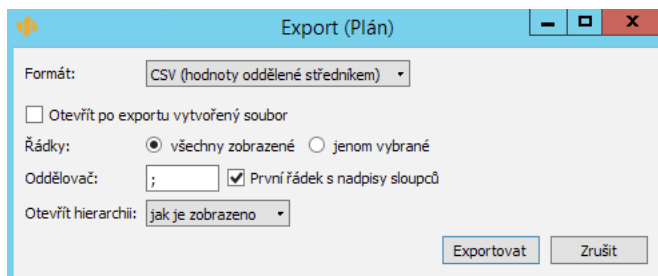 Export (Plán)
Formát: CSV (hodnoty oddělené středníkem)
Otevřít po exportu vytvořený soubor
Řádky: všechny zobrazené jenom vybrané
Oddělovač: ; První řádek s nadpisy sloupců
Otevřít hierarchii: jak je zobrazeno
Exportovat Zrušit